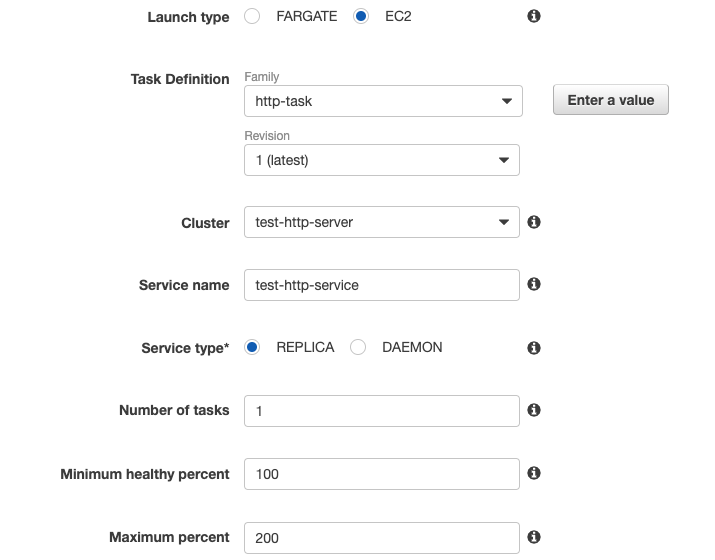 Launch type FARGATE EC2
Task Definition Family
http-task Enter a value
Revision
1 (latest)
Cluster test-http-server
Service name test-http-service
Service type* REPLICA DAEMON
Number of tasks 1
Minimum healthy percent 100
Maximum percent 200